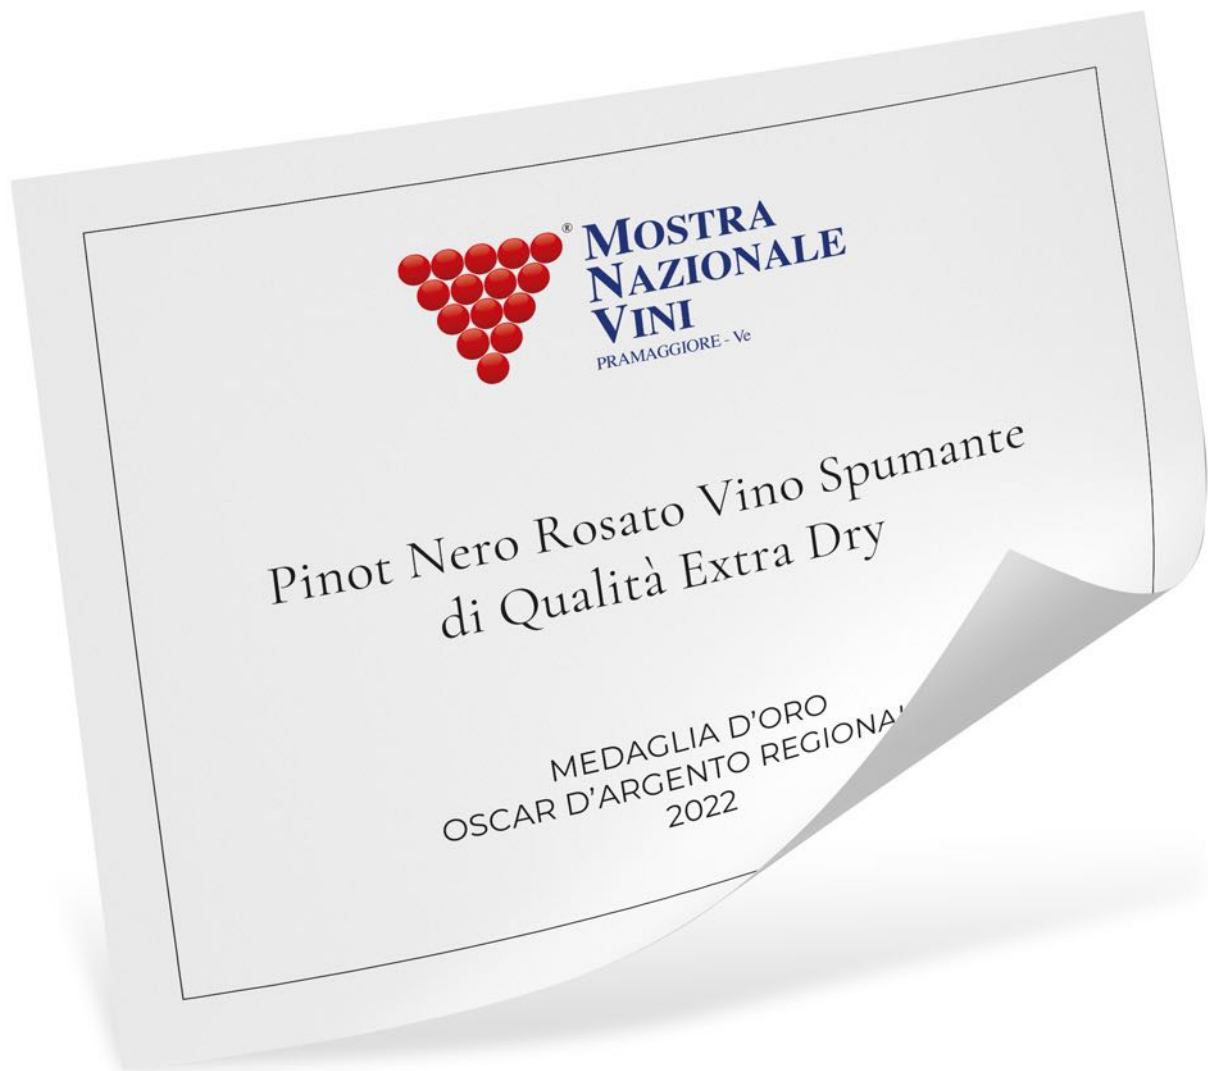 ®
MOSTRA
NAZIONALE
VINI
PRAMAGGIORE - Ve
Pinot Nero Rosato Vino Spumante
di Qualità Extra Dry
MEDAGLIA D'ORO
OSCAR D'ARGENTO
2022